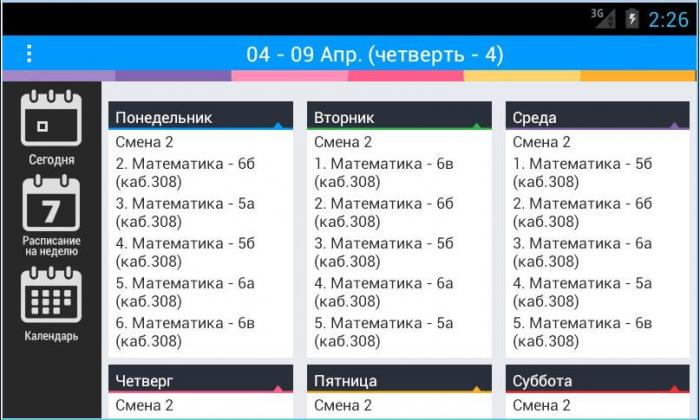 3G
2:26
04 - 09 Апр. (четверть - 4)
Сегодня
7
Расписание
на неделю
Календарь
Понедельник
Смена 2
2. Математика - 6б
(каб.308)
3. Математика - 5а
(каб.308)
4. Математика - 5б
(каб.308)
5. Математика - 6а
(каб.308)
6. Математика - 6в
(каб.308)
Вторник
Смена 2
1. Математика - 6в
(каб.308)
2. Математика - 6б
(каб.308)
3. Математика - 5б
(каб.308)
4. Математика - 6а
(каб.308)
5. Математика - 5а
(каб.308)
Среда
Смена 2
1. Математика - 5б
(каб.308)
2. Математика - 6б
(каб.308)
3. Математика - 6а
(каб.308)
4. Математика - 6в
(каб.308)
5. Математика - 6б
(каб.308)
Четверг
Смена 2
Пятница
Смена 2
Суббота
Смена 2